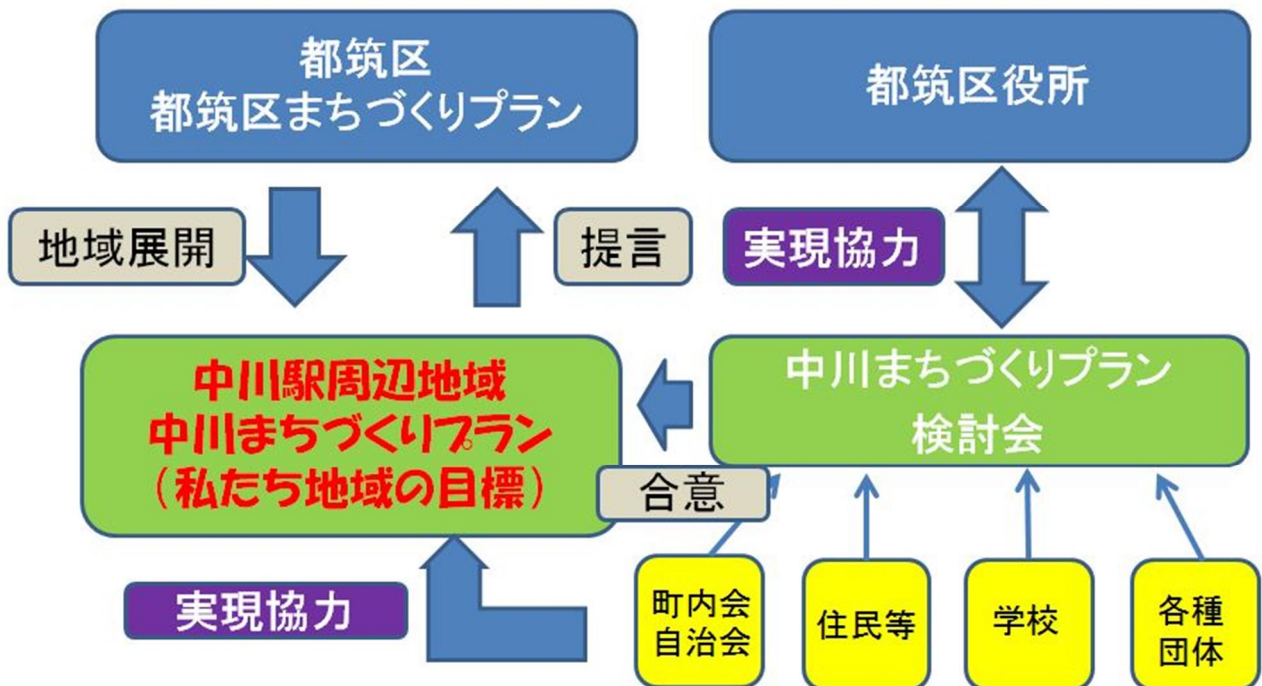 都筑区
都筑区まちづくりプラン
都筑区役所
地域展開
提言
実現協力
中川駅周辺地域
中川まちづくりプラン
（私たち地域の目標）
中川まちづくりプラン
検討会
合意
実現協力
町内会
自治会
住民等
学校
各種
団体